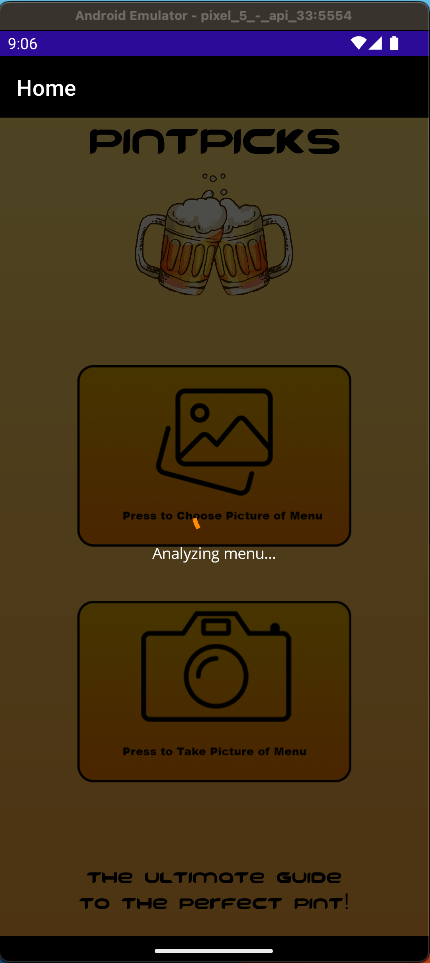 Android Emulator - pixel_5_-_api_33:5554
9:06
Home
PINTPICKS
Press to Choose Picture of Menu
Analyzing menu...
Press to Take Picture of Menu
THE ULTIMATE GUIDE
TO THE PERFECT PINT!